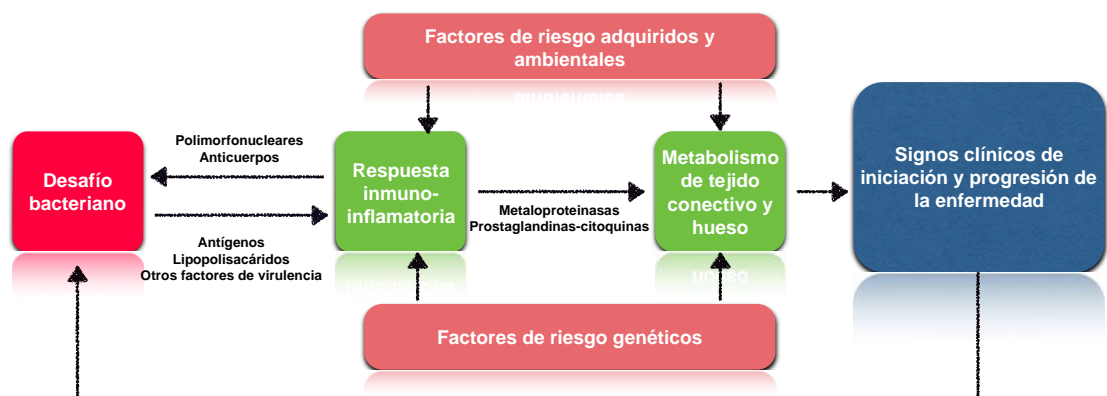 Factores de riesgo adquiridos y
ambientales
Polimorfonucleares
Anticuerpos
Desafío
bacteriano
Antígenos
Lipopolisacáridos
Otros factores de virulencia
Respuesta
inmuno-
inflamatoria
Metaloproteinasas
Prostaglandinas-citoquinas
Metabolismo
de tejido
conectivo y
hueso
Signos clínicos de
iniciación y progresión de
la enfermedad
Factores de riesgo genéticos